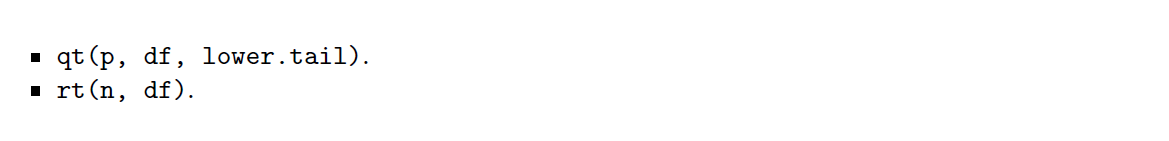 ▪ qt(p, df, lower.tail).
▪ rt(n, df).